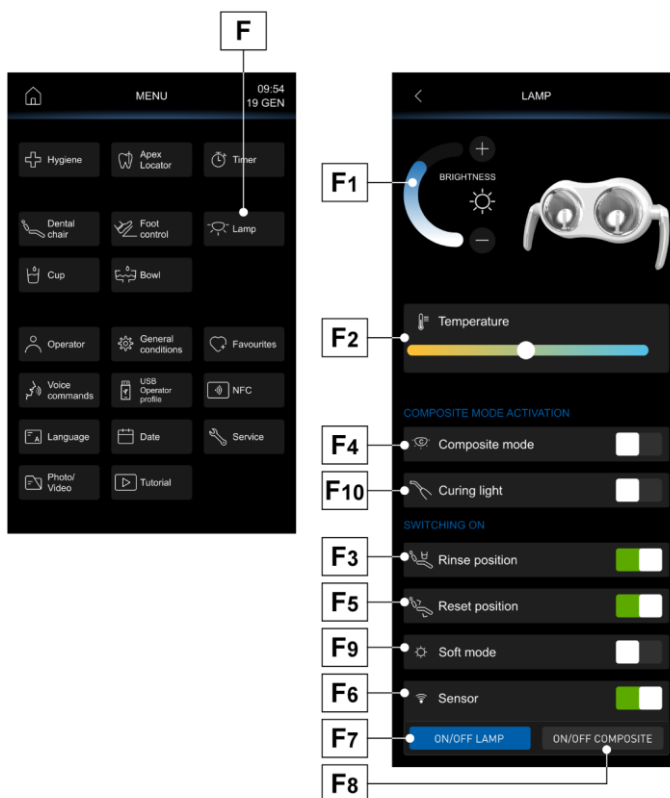 F
MENU
09:54
19 GEN
Hygiene
Apex
Locator
Timer
Dental
chair
Foot
control
Lamp
Cup
Bowl
Operator
General
conditions
Favourites
Voice
commands
USB
Operator
profile
NFC
Language
Date
Service
Photo/
Video
Tutorial
LAMP
F1
BRIGHTNESS
F2
Temperature
COMPOSITE MODE ACTIVATION
F4
Composite mode
F10
Curing light
SWITCHING ON
F3
Rinse position
F5
Reset position
F9
Soft mode
F6
Sensor
F7
ON/OFF LAMP
ON/OFF COMPOSITE
F8